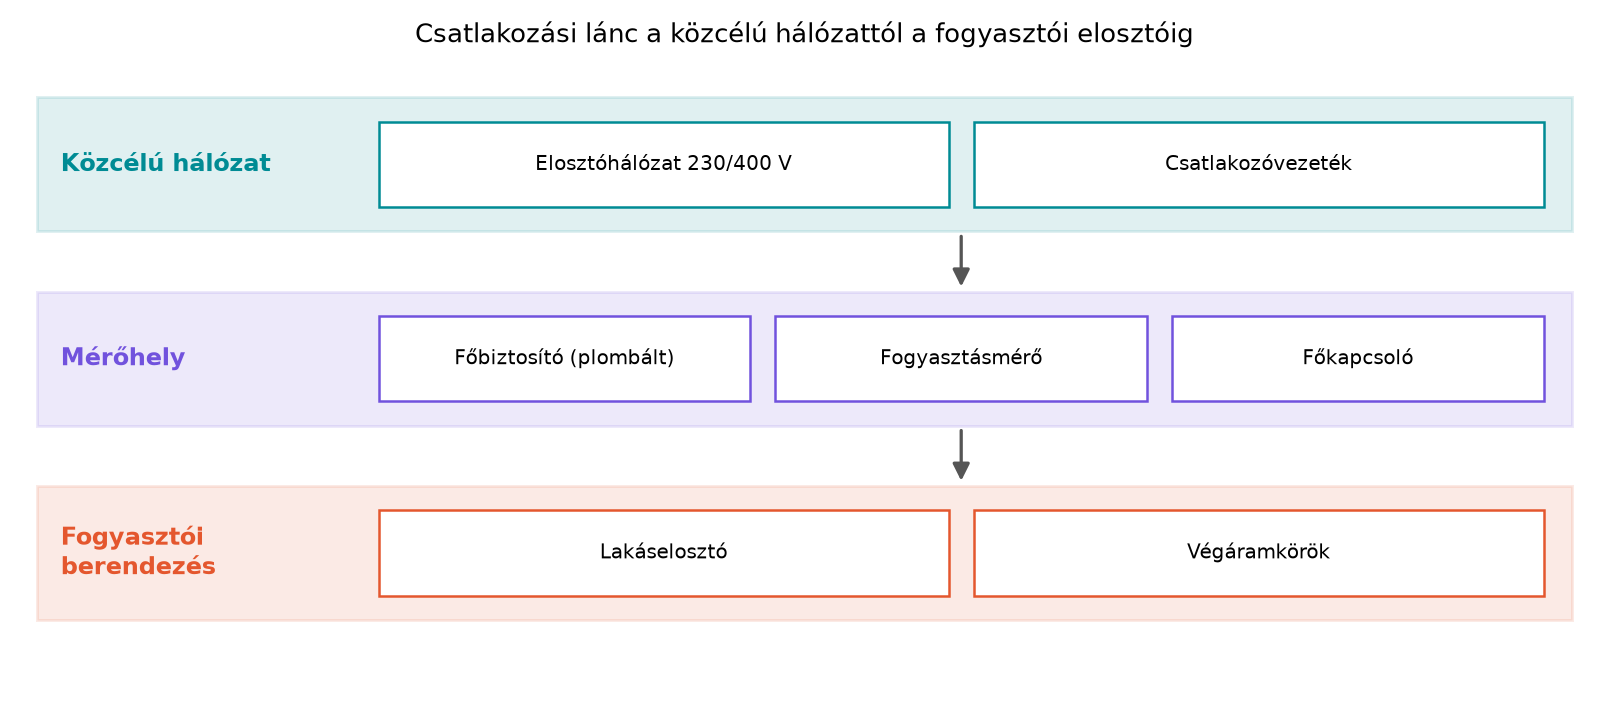 Csatlakozási lánc a közcélú hálózattól a fogyasztói elosztóig
Közcélú hálózat
Elosztóhálózat 230/400 V
Csatlakozóvezeték
Mérőhely
Főbiztosító (plombált)
Fogyasztásmérő
Főkapcsoló
Fogyasztói
berendezés
Lakáselosztó
Végáramkörök